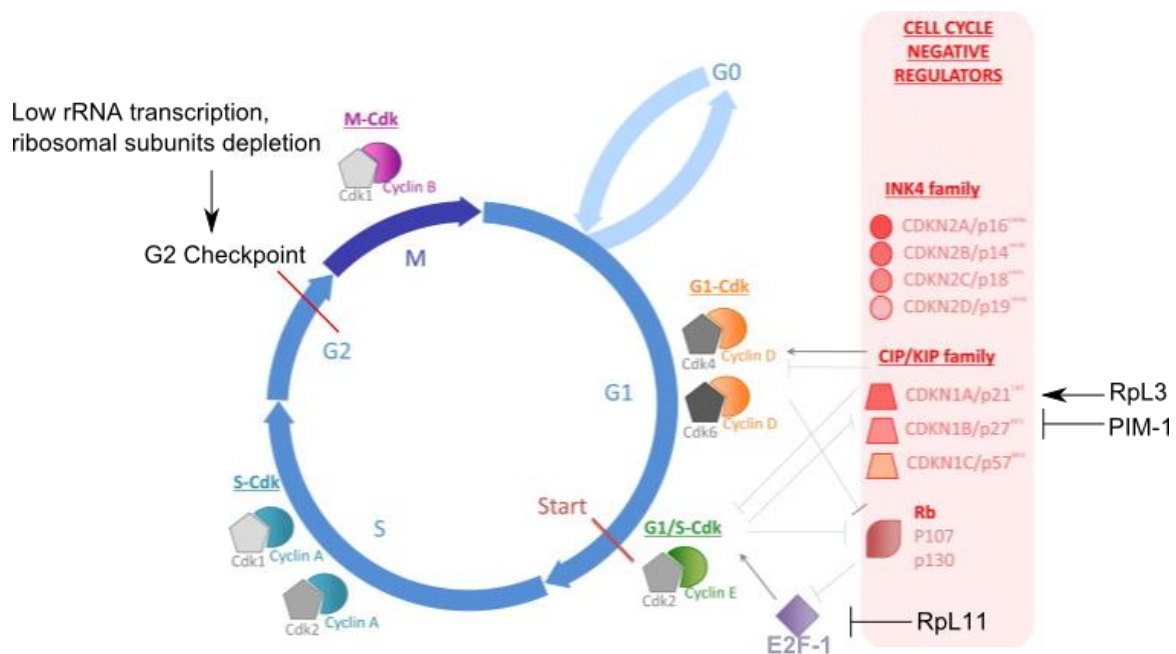 CELL CYCLE
NEGATIVE
REGULATORS
G0
Low rRNA transcription,
ribosomal subunits depletion
M-Cdk
Cdk1
Cyclin B
INK4 family
G2 Checkpoint
M
CDKN2A/p16
CDKN2B/p14
CDKN2C/p18
CDKN2D/p19
G1-Cdk
G2
Cdk4
Cyclin D
CIP/KIP family
G1
CDKN1A/p21
RpL3
CDKN1B/p27
PIM-1
Cdk6
Cyclin D
CDKN1C/p57
S-Cdk
Start
Rb
S
G1/S-Cdk
P107
Cdk1
Cyclin A
p130
Cdk2
Cyclin E
Cdk2
Cyclin A
RpL11
E2F-1